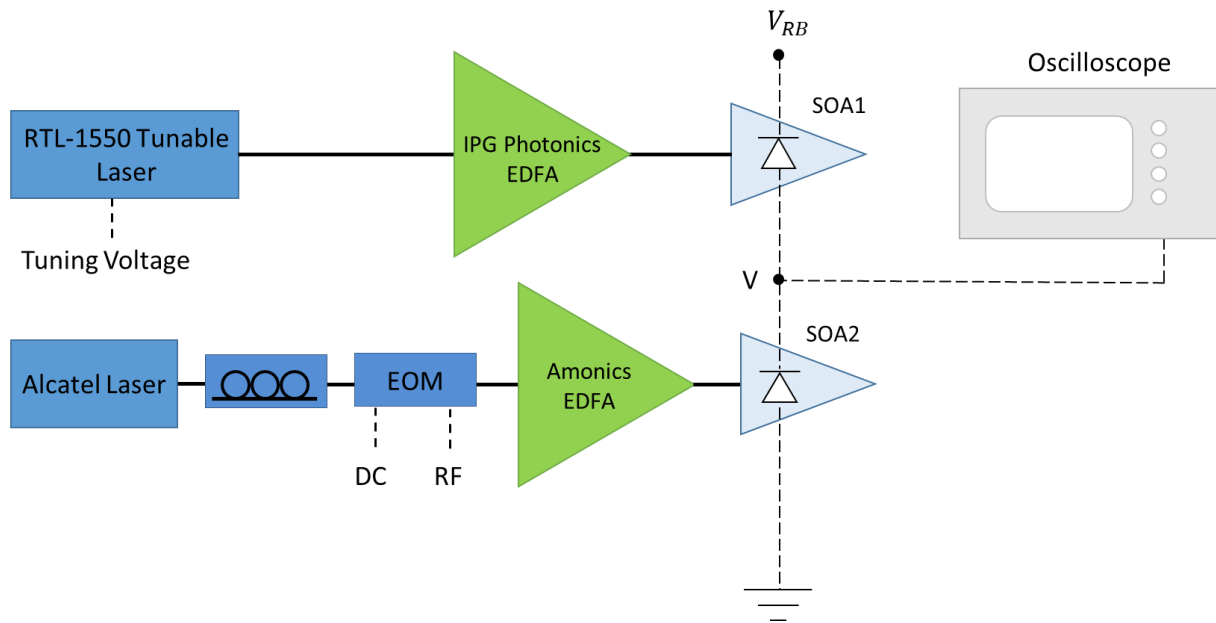 V_RB
Oscilloscope
SOA1
RTL-1550 Tunable
Laser
IPG Photonics
EDFA
Tuning Voltage
V
SOA2
Alcatel Laser
EOM
Amonics
EDFA
DC
RF